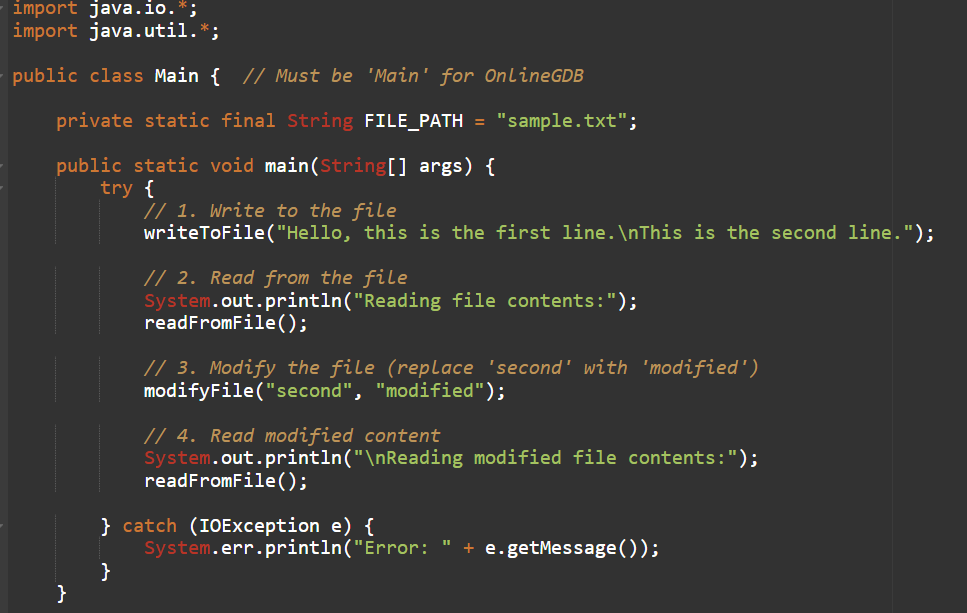 import java.io.*;
import java.util.*;

public class Main {  // Must be 'Main' for OnlineGDB

    private static final String FILE_PATH = "sample.txt";

    public static void main(String[] args) {
        try {
            // 1. Write to the file
            writeToFile("Hello, this is the first line.\nThis is the second line.");

            // 2. Read from the file
            System.out.println("Reading file contents:");
            readFromFile();

            // 3. Modify the file (replace 'second' with 'modified')
            modifyFile("second", "modified");

            // 4. Read modified content
            System.out.println("\nReading modified file contents:");
            readFromFile();

        } catch (IOException e) {
            System.err.println("Error: " + e.getMessage());
        }
    }